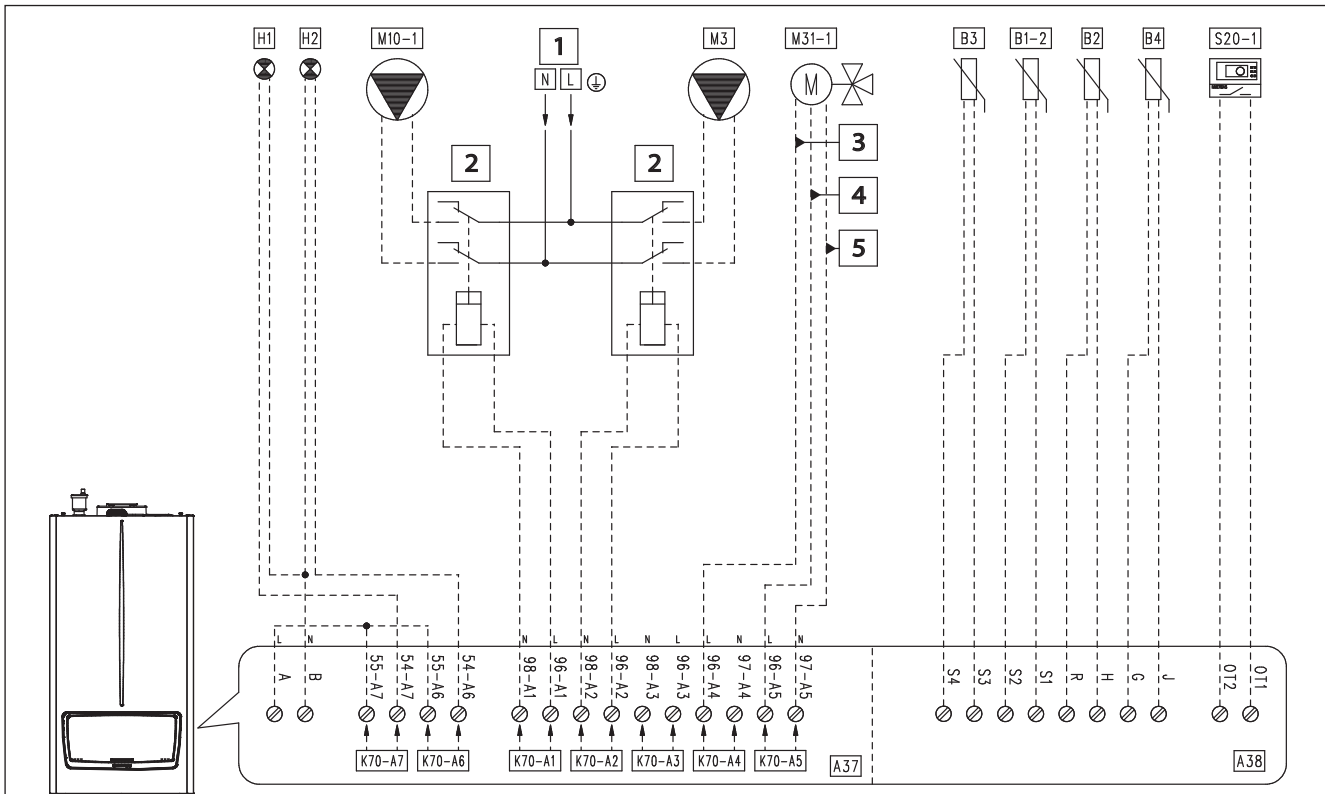 H1 H2 M10-1 1 M3 M31-1 B3 B1-2 B2 B4 S20-1
N L
M
3
2 2
4
5
L N N L N L N L L N L N
A B 55-A7 54-A7 55-A6 54-A6 98-A1 96-A1 98-A2 96-A2 98-A3 96-A3 96-A4 97-A4 96-A5 97-A5 S4 S3 S2 S1 R H G J OT2 OT1
K70-A7 K70-A6 K70-A1 K70-A2 K70-A3 K70-A4 K70-A5 A37 A38